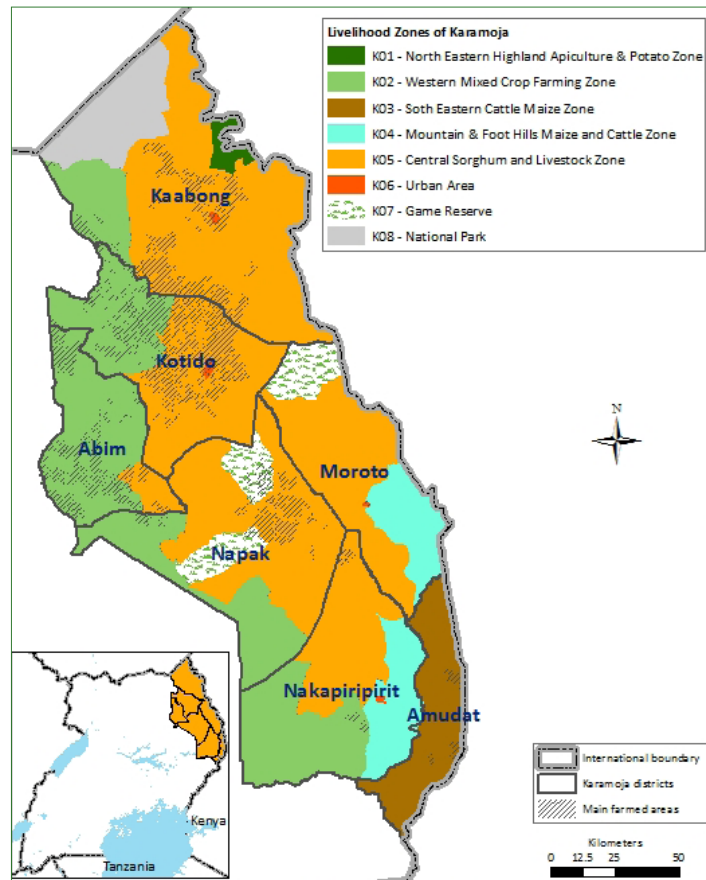 Livelihood Zones of Karamoja
K01 - North Eastern Highland Apiculture & Potato Zone
K02 - Western Mixed Crop Farming Zone
K03 - Soth Eastern Cattle Maize Zone
K04 - Mountain & Foot Hills Maize and Cattle Zone
K05 - Central Sorghum and Livestock Zone
K06 - Urban Area
K07 - Game Reserve
K08 - National Park
Kaabong
Kotido
Abim
Moroto
Napak
Nakapiripirit
Amudat
N
Kenya
Tanzania
International boundary
Karamoja districts
Main farmed areas
Kilometers
0 12.5 25 50